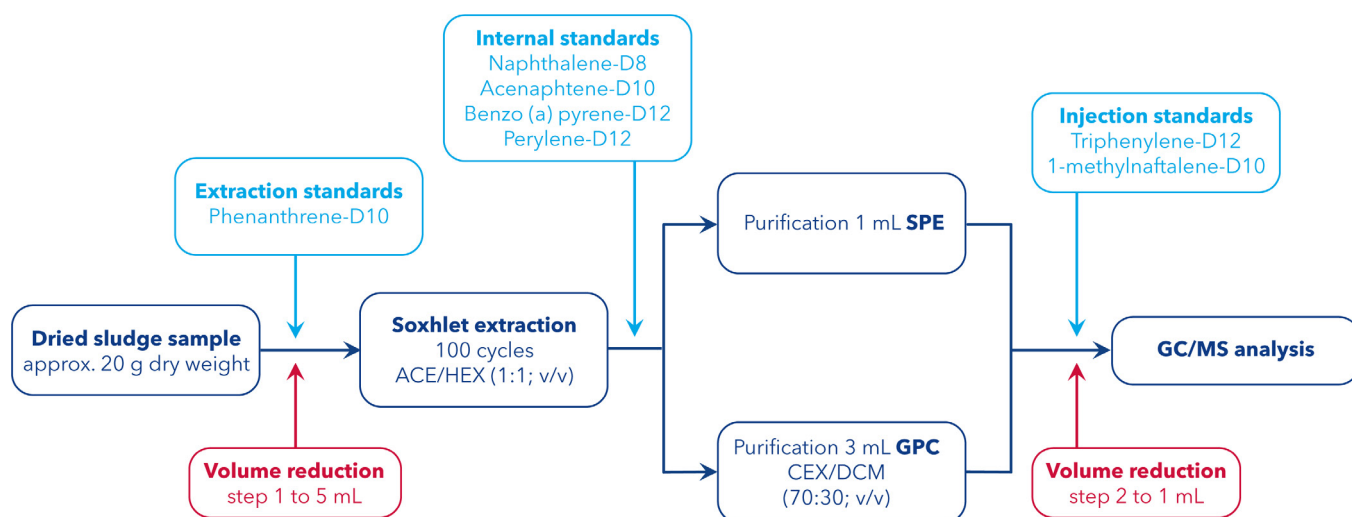 Internal standards
Naphthalene-D8
Acenaphtene-D10
Benzo (a) pyrene-D12
Perylene-D12
Injection standards
Triphenylene-D12
1-methylnaftalene-D10
Extraction standards
Phenanthrene-D10
Purification 1 mL SPE
Dried sludge sample
approx. 20 g dry weight
Soxhlet extraction
100 cycles
ACE/HEX (1:1; v/v)
GC/MS analysis
Purification 3 mL GPC
CEX/DCM
(70:30; v/v)
Volume reduction
step 1 to 5 mL
Volume reduction
step 2 to 1 mL